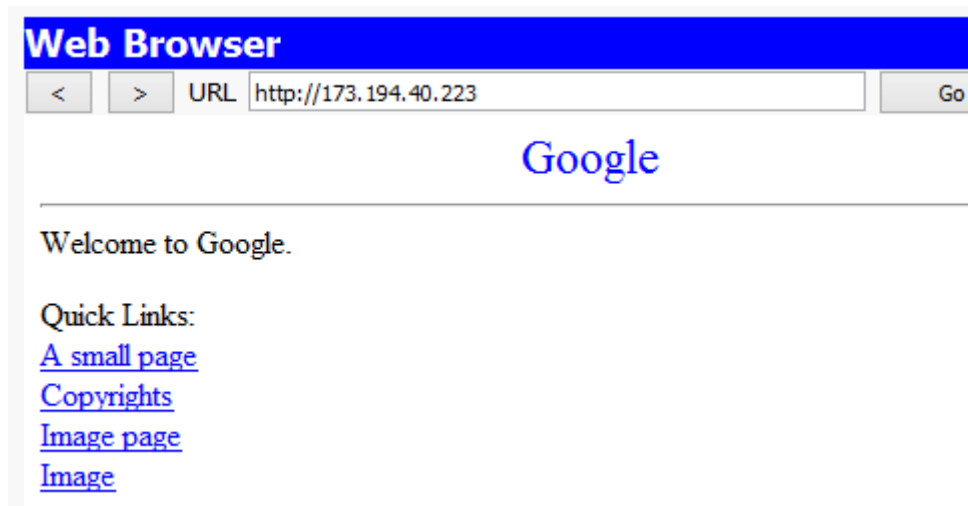 Web Browser
< > URL http://173.194.40.223 Go
Google
Welcome to Google.
Quick Links:
A small page
Copyrights
Image page
Image